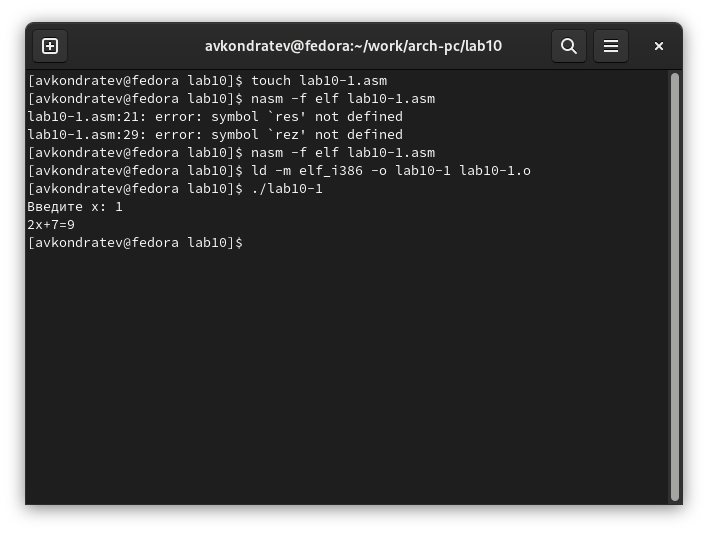 avkondratev@fedora:~/work/arch-pc/lab10
[avkondratev@fedora lab10]$ touch lab10-1.asm
[avkondratev@fedora lab10]$ nasm -f elf lab10-1.asm
lab10-1.asm:21: error: symbol `res' not defined
lab10-1.asm:29: error: symbol `rez' not defined
[avkondratev@fedora lab10]$ nasm -f elf lab10-1.asm
[avkondratev@fedora lab10]$ ld -m elf_i386 -o lab10-1 lab10-1.o
[avkondratev@fedora lab10]$ ./lab10-1
Введите x: 1
2x+7=9
[avkondratev@fedora lab10]$